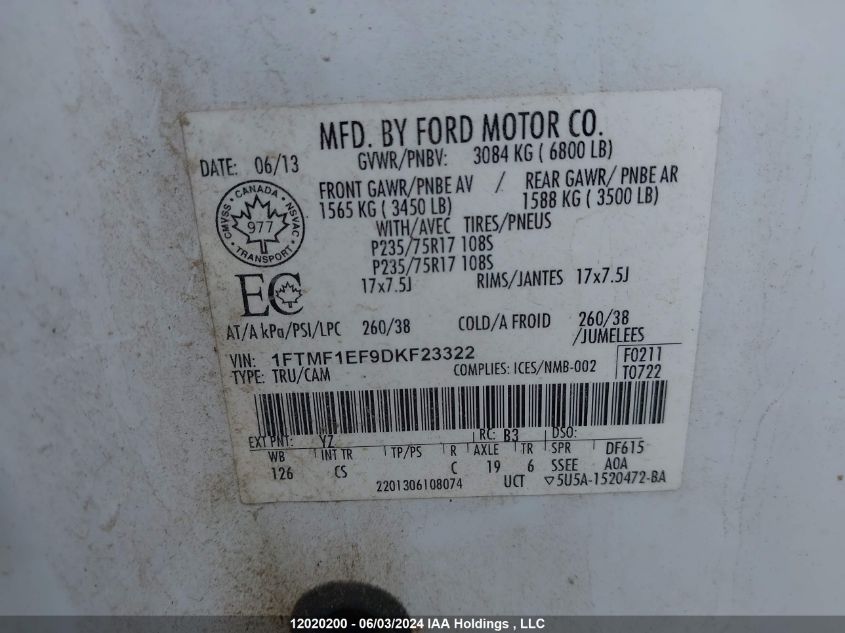 MFD. BY FORD MOTOR CO.
DATE: 06/13
GVWR/PNBV: 3084 KG ( 6800 LB)
FRONT GAWR/PNBE AV / REAR GAWR/ PNBE AR
1565 KG ( 3450 LB) 1588 KG ( 3500 LB)
WITH/AVEC TIRES/PNEUS
P235/75R17 108S
P235/75R17 108S
17x7.5J RIMS/JANTES 17x7.5J
CANADA
CMVSS NSVAC
977
TRANSPORT
EC
AT/A kPa/PSI/LPC 260/38 COLD/A FROID 260/38
/JUMELEES
VIN: 1FTMF1EF9DKF23322
F0211
TYPE: TRU/CAM COMPLIES: ICES/NMB-002 T0722
EXT PNT: YZ RC: B3 DSO:
WB INT TR TP/PS R AXLE TR SPR DF615
126 CS C 19 6 SSEE A0A
2201306108074 UCT ▽5U5A-1520472-BA
12020200 - 06/03/2024 IAA Holdings , LLC